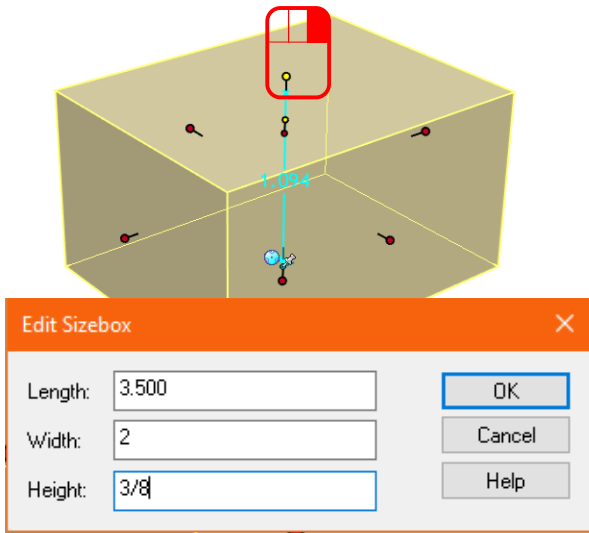 1.094
Edit Sizebox
Length: 3.500 OK
Width: 2 Cancel
Height: 3/8 Help